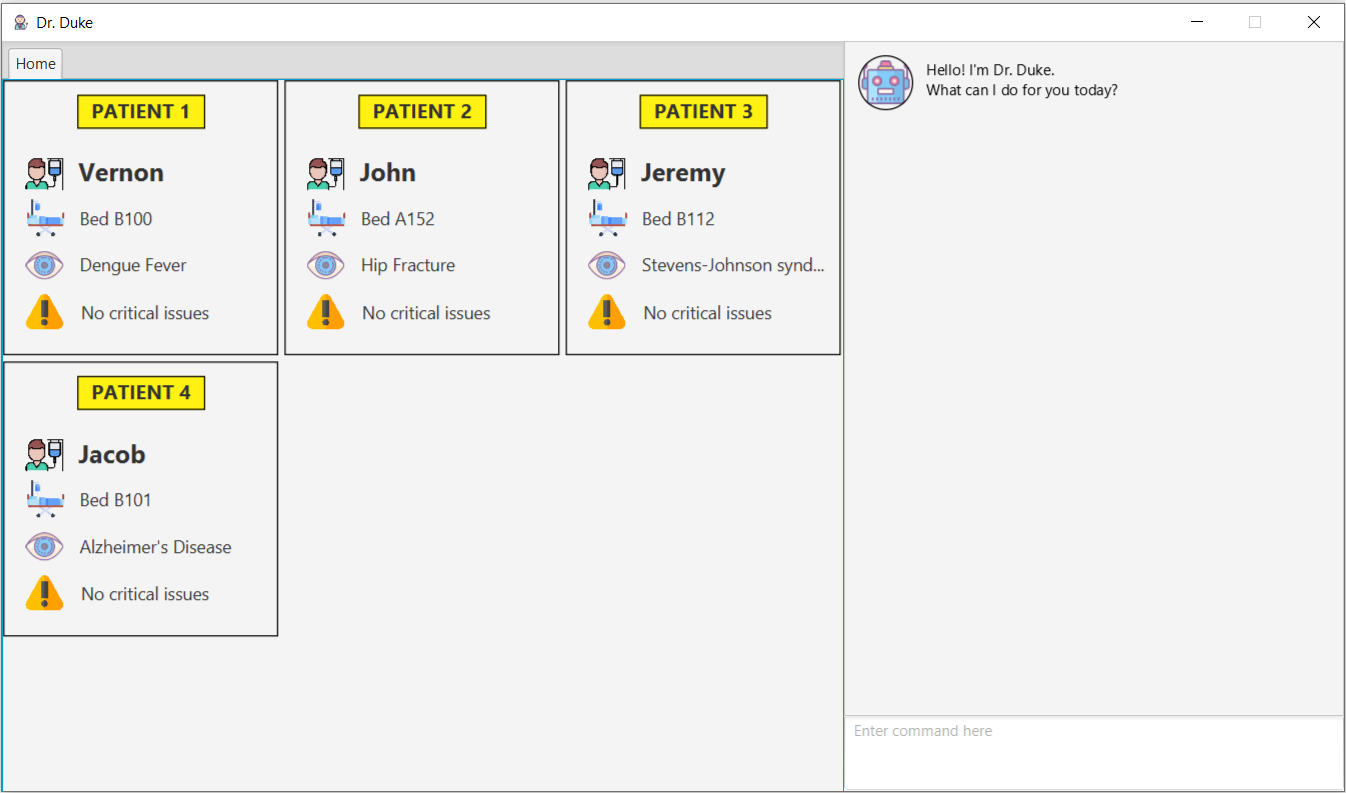 Dr. Duke
Home
PATIENT 1
Vernon
Bed B100
Dengue Fever
No critical issues
PATIENT 2
John
Bed A152
Hip Fracture
No critical issues
PATIENT 3
Jeremy
Bed B112
Stevens-Johnson synd...
No critical issues
PATIENT 4
Jacob
Bed B101
Alzheimer's Disease
No critical issues
Hello! I'm Dr. Duke.
What can I do for you today?
Enter command here